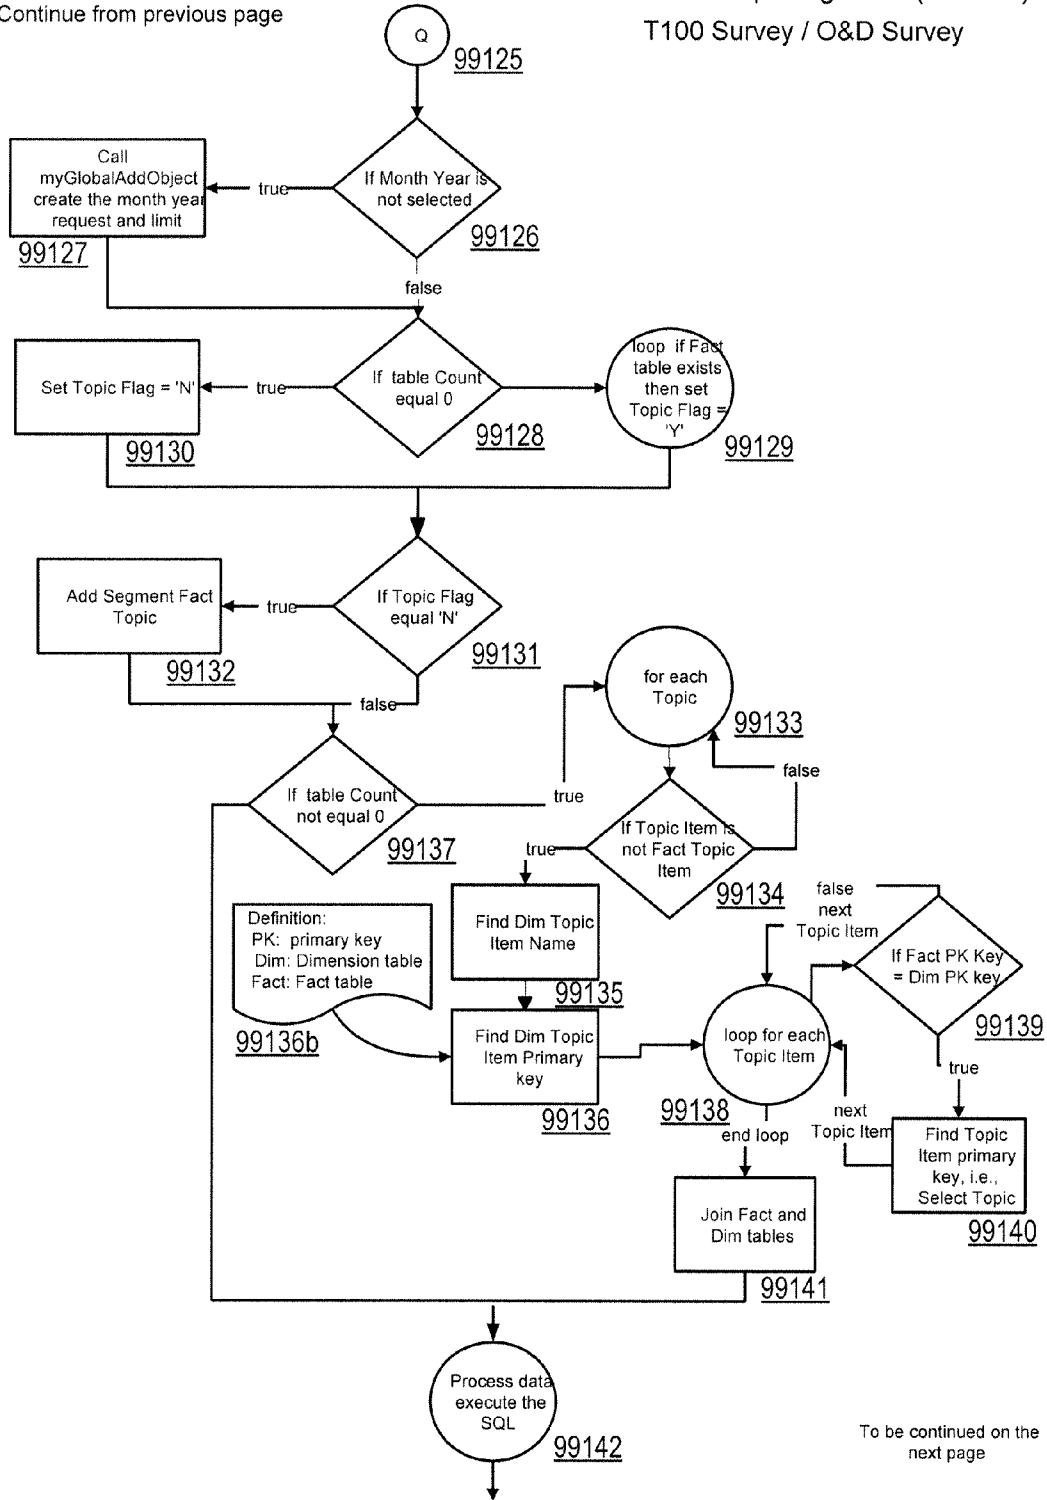 Continue from previous page
T100 Survey / O&D Survey
Q
99125
If Month Year is
not selected
99126
true
Call
myGlobalAddObject
create the month year
request and limit
99127
false
If table Count
equal 0
99128
true
Set Topic Flag = 'N'
99130
loop if Fact
table exists
then set
Topic Flag =
'Y'
99129
If Topic Flag
equal 'N'
99131
true
Add Segment Fact
Topic
99132
false
for each
Topic
99133
If table Count
not equal 0
99137
true
false
If Topic Item is
not Fact Topic
Item
99134
true
Find Dim Topic
Item Name
99135
Definition:
PK: primary key
Dim: Dimension table
Fact: Fact table
99136b
Find Dim Topic
Item Primary
key
99136
loop for each
Topic Item
99138
false
next
Topic Item
If Fact PK Key
= Dim PK key
99139
true
Find Topic
Item primary
key, i.e.,
Select Topic
99140
next
Topic Item
end loop
Join Fact and
Dim tables
99141
Process data
execute the
SQL
99142
To be continued on the
next page